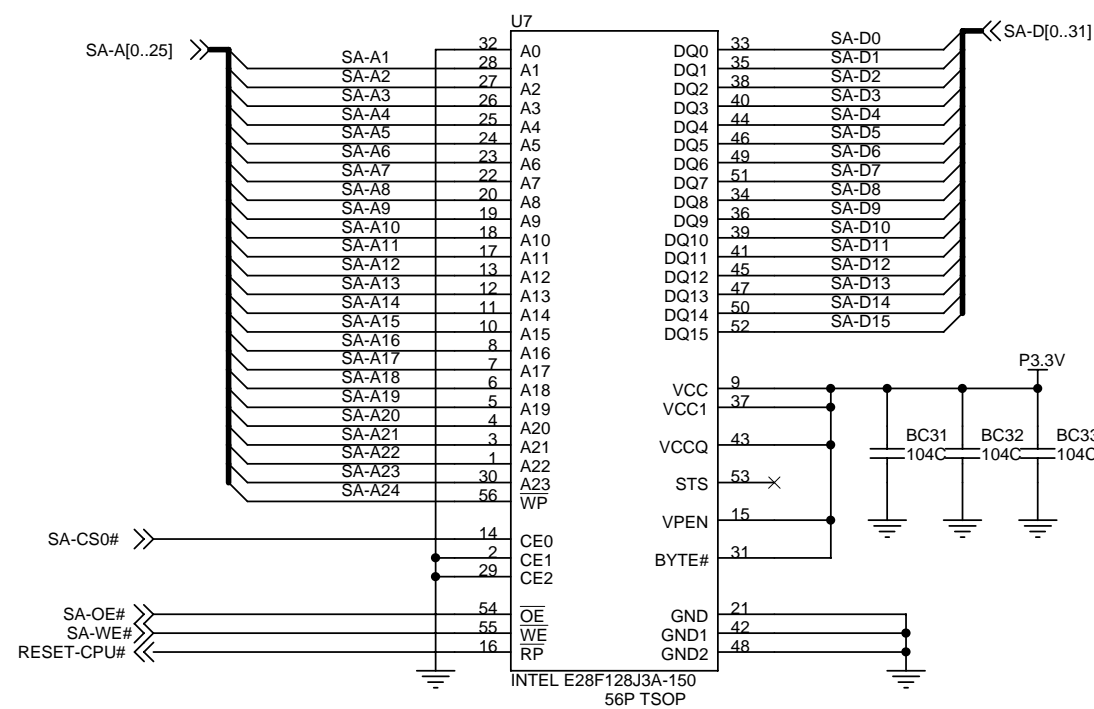 U7
SA-A[0..25]
SA-D[0..31]
32 A0 DQ0 33 SA-D0
SA-A1 28 A1 DQ1 35 SA-D1
SA-A2 27 A2 DQ2 38 SA-D2
SA-A3 26 A3 DQ3 40 SA-D3
SA-A4 25 A4 DQ4 44 SA-D4
SA-A5 24 A5 DQ5 46 SA-D5
SA-A6 23 A6 DQ6 49 SA-D6
SA-A7 22 A7 DQ7 51 SA-D7
SA-A8 20 A8 DQ8 34 SA-D8
SA-A9 19 A9 DQ9 36 SA-D9
SA-A10 18 A10 DQ10 39 SA-D10
SA-A11 17 A11 DQ11 41 SA-D11
SA-A12 13 A12 DQ12 45 SA-D12
SA-A13 12 A13 DQ13 47 SA-D13
SA-A14 11 A14 DQ14 50 SA-D14
SA-A15 10 A15 DQ15 52 SA-D15
SA-A16 8 A16
SA-A17 7 A17
P3.3V
SA-A18 6 A18 VCC 9
SA-A19 5 A19 VCC1 37
SA-A20 4 A20
SA-A21 3 A21 VCCQ 43
BC31 BC32 BC33
104C 104C 104C
SA-A22 1 A22
SA-A23 30 A23 STS 53
SA-A24 56 WP
VPEN 15
SA-CS0# 14 CE0
2 CE1 BYTE# 31
29 CE2
SA-OE# 54 OE GND 21
SA-WE# 55 WE GND1 42
RESET-CPU# 16 RP GND2 48
INTEL E28F128J3A-150
56P TSOP